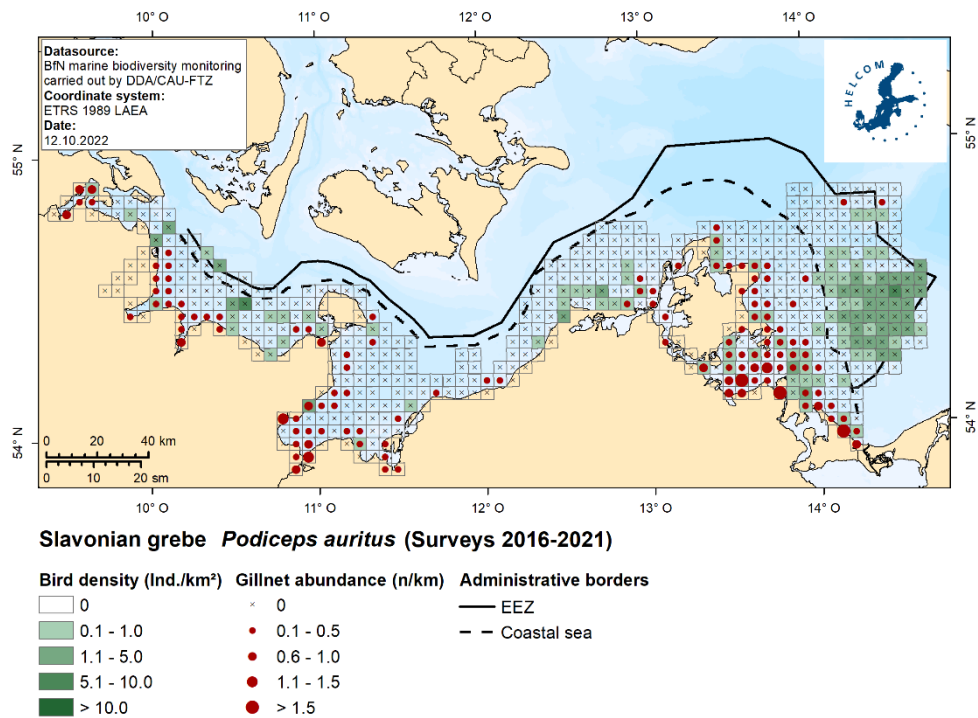 10° O 11° O 12° O 13° O 14° O
Datasource:
BfN marine biodiversity monitoring
carried out by DDA/CAU-FTZ
Coordinate system:
ETRS 1989 LAEA
Date:
12.10.2022
HELCOM
55° N
55° N
54° N
54° N
0 20 40 km
0 10 20 sm
10° O 11° O 12° O 13° O 14° O
Slavonian grebe Podiceps auritus (Surveys 2016-2021)
Bird density (Ind./km²) Gillnet abundance (n/km) Administrative borders
0 0 EEZ
0.1 - 1.0 0.1 - 0.5 Coastal sea
1.1 - 5.0 0.6 - 1.0
5.1 - 10.0 1.1 - 1.5
> 10.0 > 1.5